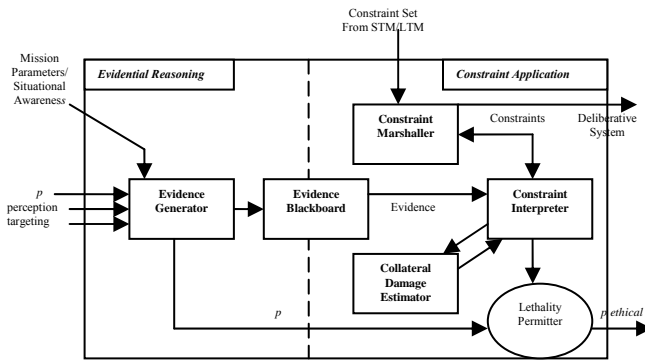 Constraint Set
From STM/LTM
Mission
Parameters/
Situational
Awareness
Evidential Reasoning
Constraint Application
Constraint
Marshaller
Constraints
Deliberative
System
p
perception
targeting
Evidence
Generator
Evidence
Blackboard
Evidence
Constraint
Interpreter
Collateral
Damage
Estimator
p
Lethality
Permitter
p ethical